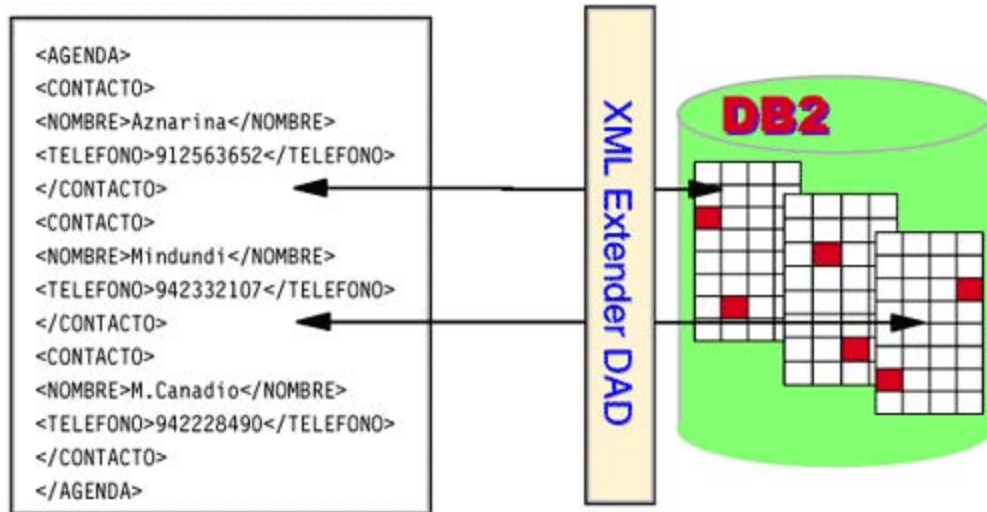 <AGENDA>
<CONTACTO>
<NOMBRE>Aznarina</NOMBRE>
<TELEFONO>912563652</TELEFONO>
</CONTACTO>
<CONTACTO>
<NOMBRE>Mindundi</NOMBRE>
<TELEFONO>942332107</TELEFONO>
</CONTACTO>
<CONTACTO>
<NOMBRE>M.Canadio</NOMBRE>
<TELEFONO>942228490</TELEFONO>
</CONTACTO>
</AGENDA>
XML Extender DAD
DB2